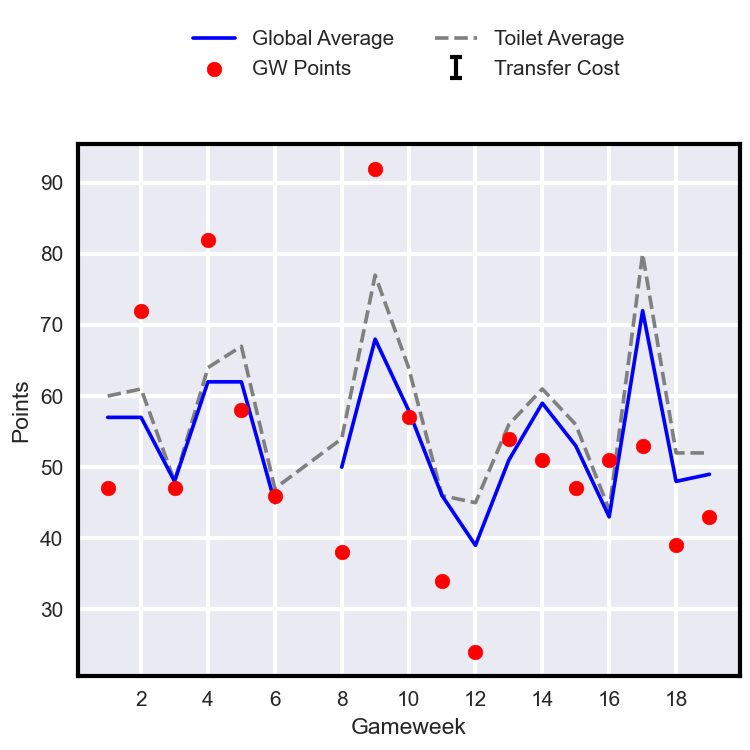 Global Average
GW Points
Toilet Average
Transfer Cost
Points
90
80
70
60
50
40
30
2 4 6 8 10 12 14 16 18
Gameweek